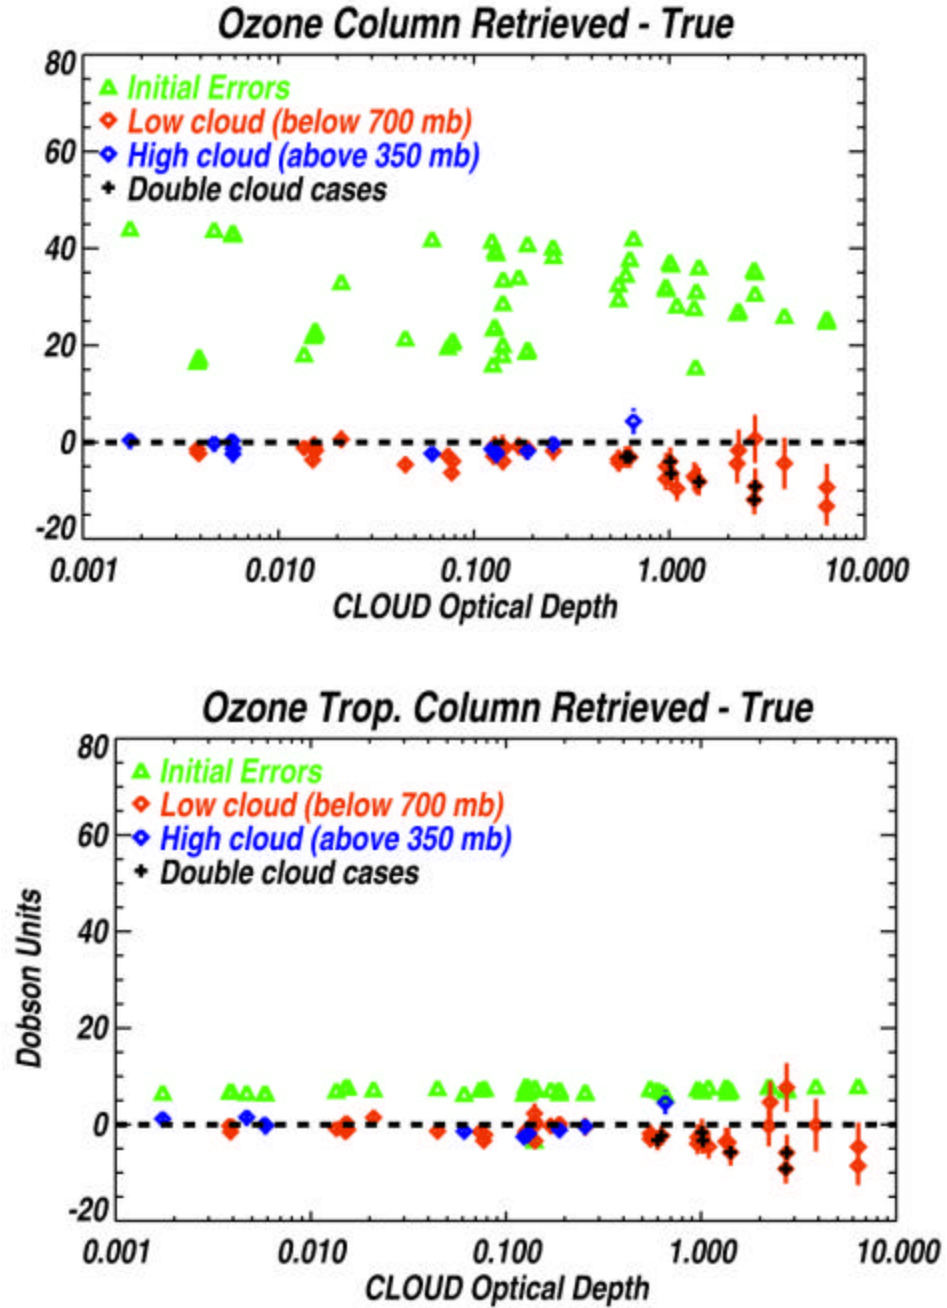 Ozone Column Retrieved - True
80
Initial Errors
Low cloud (below 700 mb)
60
High cloud (above 350 mb)
Double cloud cases
40
20
0
-20
0.001 0.010 0.100 1.000 10.000
CLOUD Optical Depth
Ozone Trop. Column Retrieved - True
80
Initial Errors
Low cloud (below 700 mb)
60
High cloud (above 350 mb)
Double cloud cases
40
Dobson Units
20
0
-20
0.001 0.010 0.100 1.000 10.000
CLOUD Optical Depth